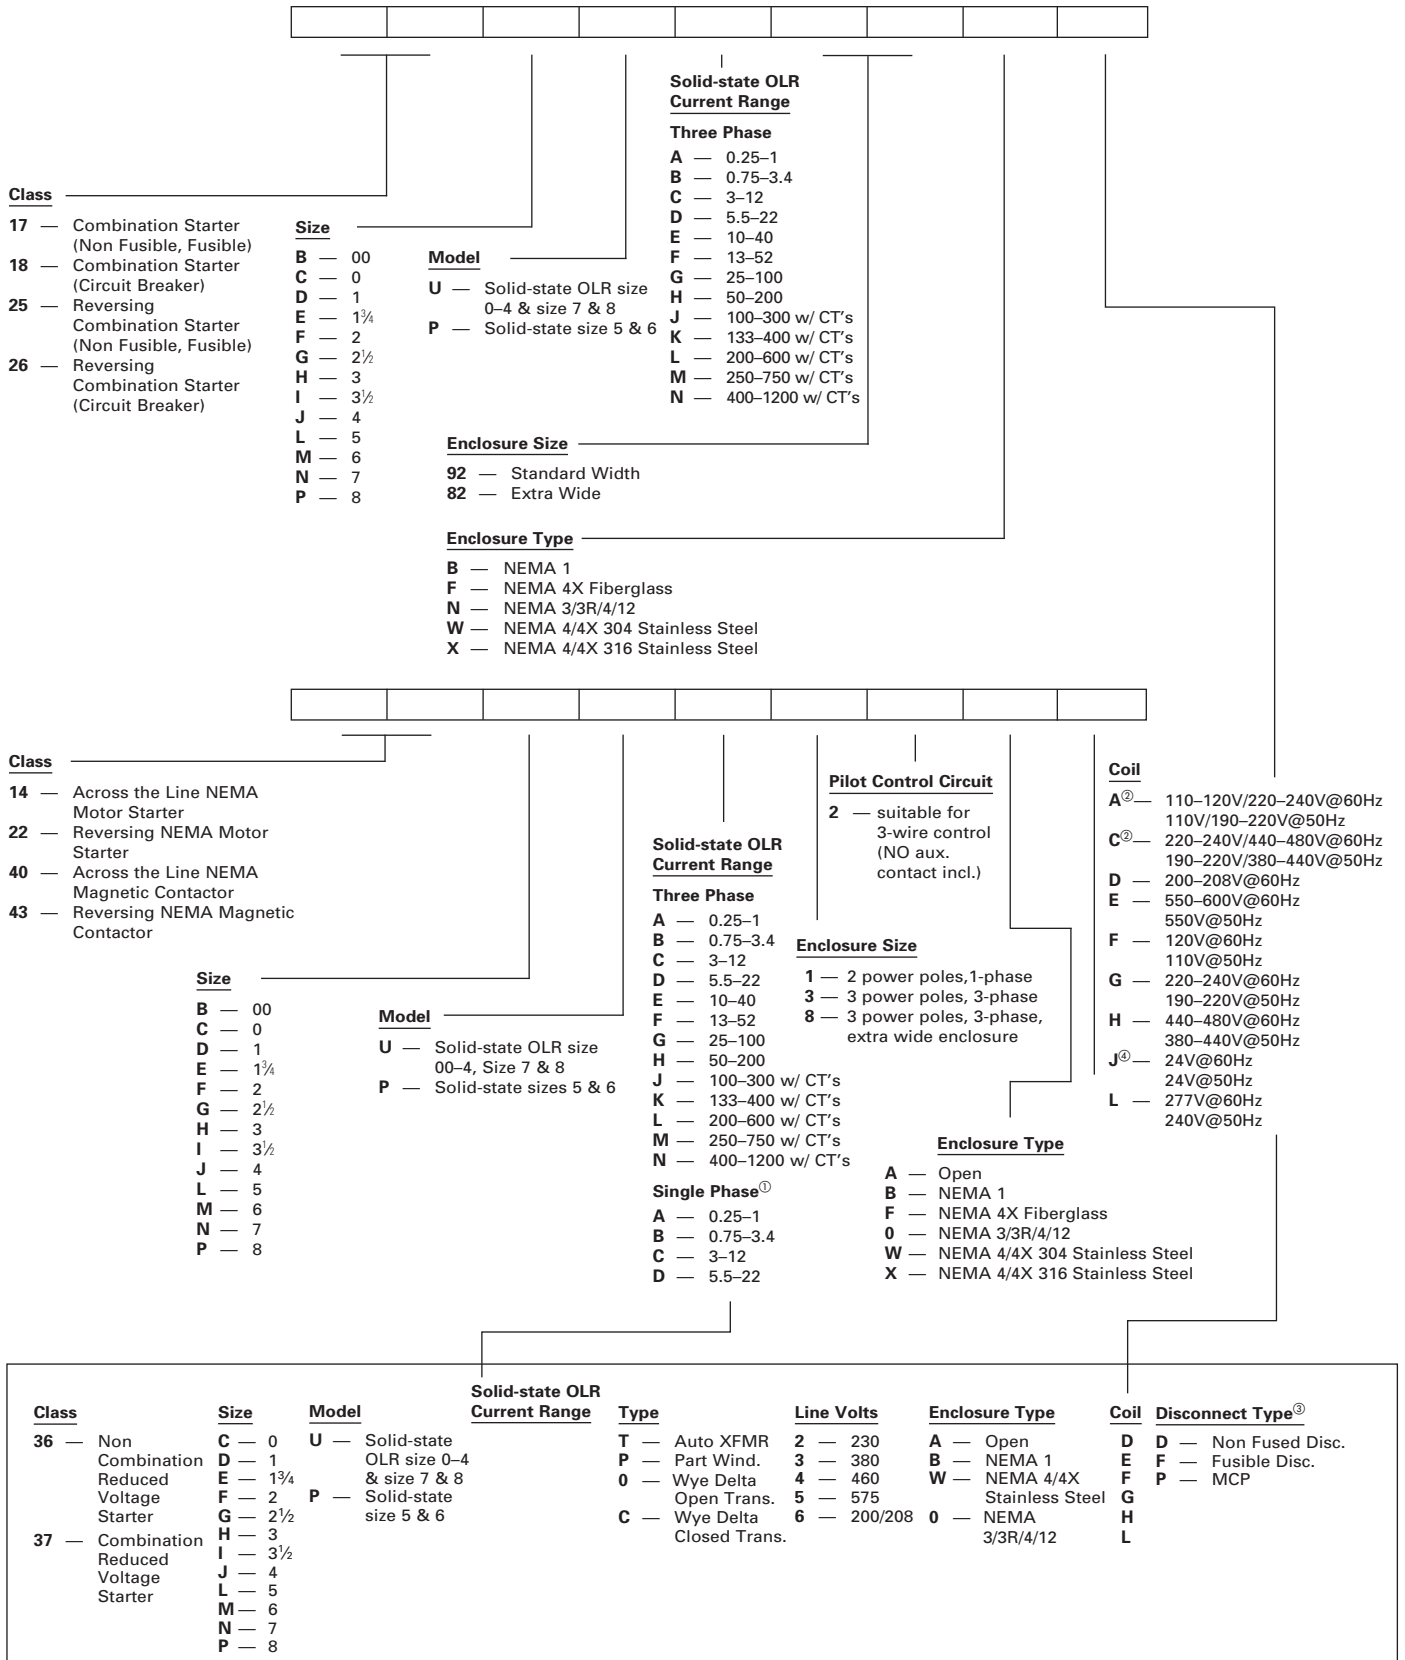 Solid-state OLR
Current Range
Three Phase
A — 0.25–1
B — 0.75–3.4
C — 3–12
D — 5.5–22
E — 10–40
F — 13–52
G — 25–100
H — 50–200
J — 100–300 w/ CT's
K — 133–400 w/ CT's
L — 200–600 w/ CT's
M — 250–750 w/ CT's
N — 400–1200 w/ CT's
Class
17 — Combination Starter
(Non Fusible, Fusible)
18 — Combination Starter
(Circuit Breaker)
25 — Reversing
Combination Starter
(Non Fusible, Fusible)
26 — Reversing
Combination Starter
(Circuit Breaker)
Size
B — 00
C — 0
D — 1
E — 1¾
F — 2
G — 2½
H — 3
I — 3½
J — 4
L — 5
M — 6
N — 7
P — 8
Model
U — Solid-state OLR size
0–4 & size 7 & 8
P — Solid-state size 5 & 6
Enclosure Size
92 — Standard Width
82 — Extra Wide
Enclosure Type
B — NEMA 1
F — NEMA 4X Fiberglass
N — NEMA 3/3R/4/12
W — NEMA 4/4X 304 Stainless Steel
X — NEMA 4/4X 316 Stainless Steel
Class
14 — Across the Line NEMA
Motor Starter
22 — Reversing NEMA Motor
Starter
40 — Across the Line NEMA
Magnetic Contactor
43 — Reversing NEMA Magnetic
Contactor
Size
B — 00
C — 0
D — 1
E — 1¾
F — 2
G — 2½
H — 3
I — 3½
J — 4
L — 5
M — 6
N — 7
P — 8
Model
U — Solid-state OLR size
00–4, Size 7 & 8
P — Solid-state sizes 5 & 6
Solid-state OLR
Current Range
Three Phase
A — 0.25–1
B — 0.75–3.4
C — 3–12
D — 5.5–22
E — 10–40
F — 13–52
G — 25–100
H — 50–200
J — 100–300 w/ CT's
K — 133–400 w/ CT's
L — 200–600 w/ CT's
M — 250–750 w/ CT's
N — 400–1200 w/ CT's
Single Phase①
A — 0.25–1
B — 0.75–3.4
C — 3–12
D — 5.5–22
Enclosure Size
1 — 2 power poles,1-phase
3 — 3 power poles, 3-phase
8 — 3 power poles, 3-phase,
extra wide enclosure
Pilot Control Circuit
2 — suitable for
3-wire control
(NO aux.
contact incl.)
Enclosure Type
A — Open
B — NEMA 1
F — NEMA 4X Fiberglass
0 — NEMA 3/3R/4/12
W — NEMA 4/4X 304 Stainless Steel
X — NEMA 4/4X 316 Stainless Steel
Coil
A② — 110–120V/220–240V@60Hz
110V/190–220V@50Hz
C② — 220–240V/440–480V@60Hz
190–220V/380–440V@50Hz
D — 200–208V@60Hz
E — 550–600V@60Hz
550V@50Hz
F — 120V@60Hz
110V@50Hz
G — 220–240V@60Hz
190–220V@50Hz
H — 440–480V@60Hz
380–440V@50Hz
J④ — 24V@60Hz
24V@50Hz
L — 277V@60Hz
240V@50Hz
Class
36 — Non
Combination
Reduced
Voltage
Starter
37 — Combination
Reduced
Voltage
Starter
Size
C — 0
D — 1
E — 1¾
F — 2
G — 2½
H — 3
I — 3½
J — 4
L — 5
M — 6
N — 7
P — 8
Model
U — Solid-state
OLR size 0–4
& size 7 & 8
P — Solid-state
size 5 & 6
Solid-state OLR
Current Range
Type
T — Auto XFMR
P — Part Wind.
0 — Wye Delta
Open Trans.
C — Wye Delta
Closed Trans.
Line Volts
2 — 230
3 — 380
4 — 460
5 — 575
6 — 200/208
Enclosure Type
A — Open
B — NEMA 1
W — NEMA 4/4X
Stainless Steel
0 — NEMA
3/3R/4/12
Coil
D
E
F
G
H
L
Disconnect Type③
D — Non Fused Disc.
F — Fusible Disc.
P — MCP